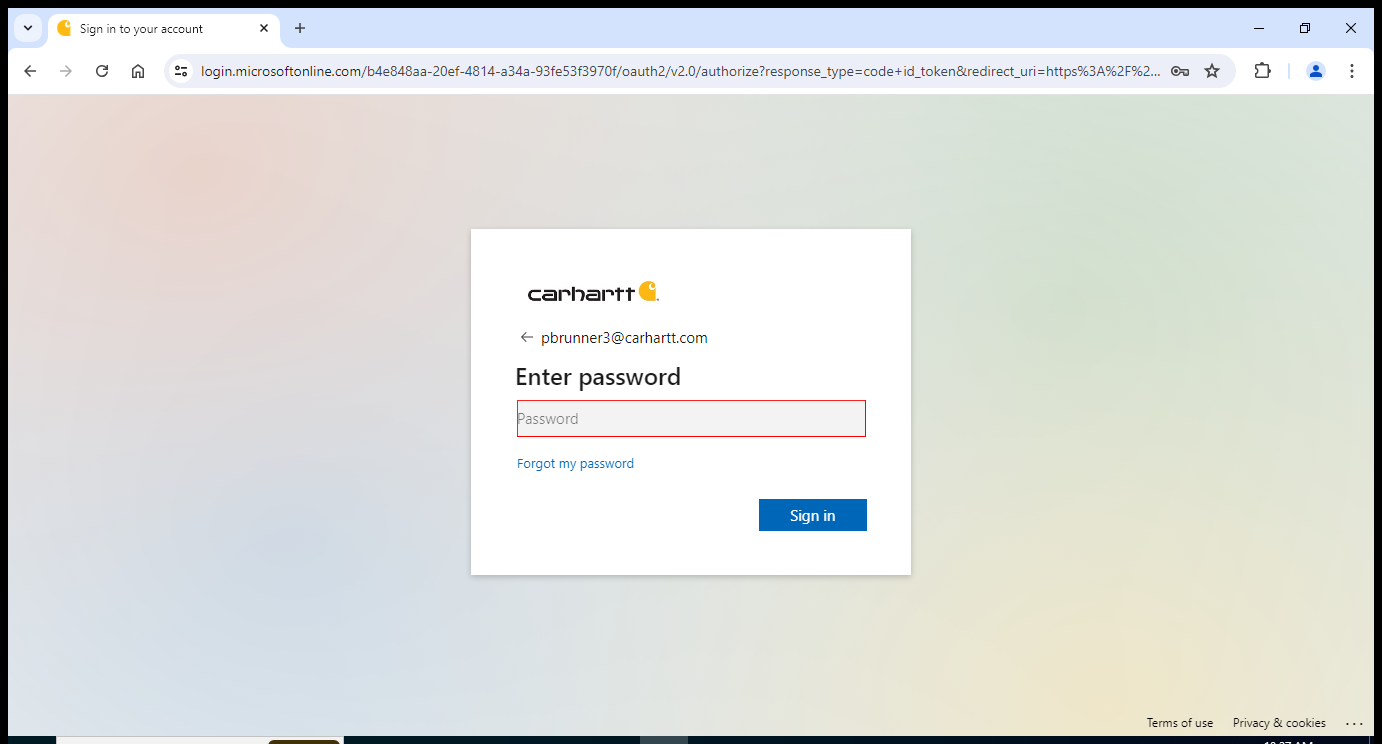 Sign in to your account
login.microsoftonline.com/b4e848aa-20ef-4814-a34a-93fe53f3970f/oauth2/v2.0/authorize?response_type=code+id_token&redirect_uri=https%3A%2F%2...
carhartt
pbrunner3@carhartt.com
Enter password
Password
Forgot my password
Sign in
Terms of use Privacy & cookies ...